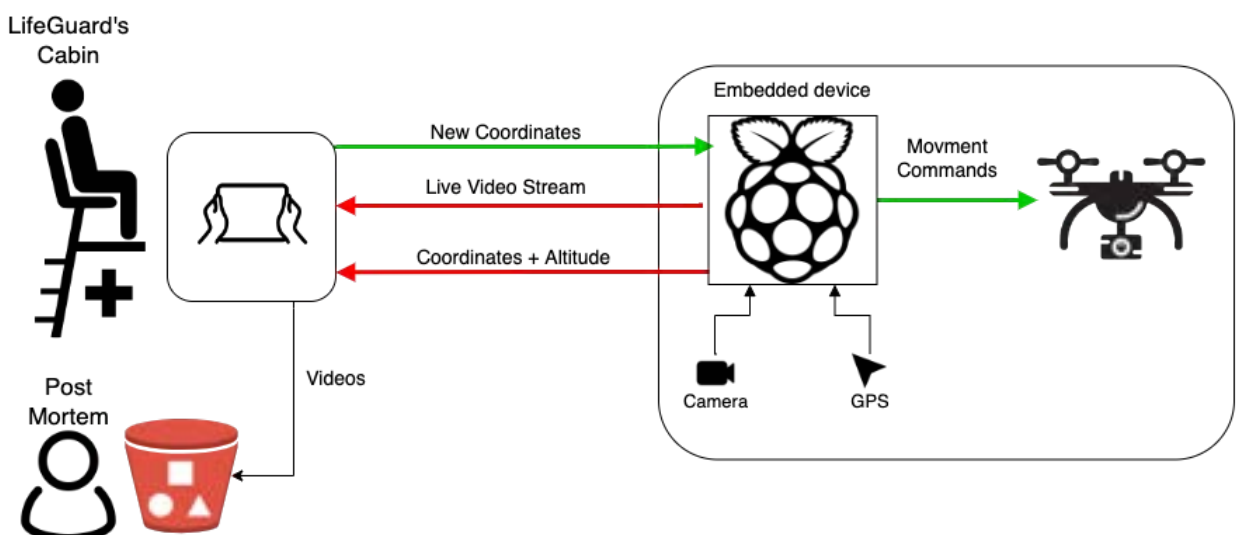 LifeGuard's
Cabin
Embedded device
New Coordinates
Movment
Commands
Live Video Stream
Coordinates + Altitude
Videos
Camera
GPS
Post
Mortem